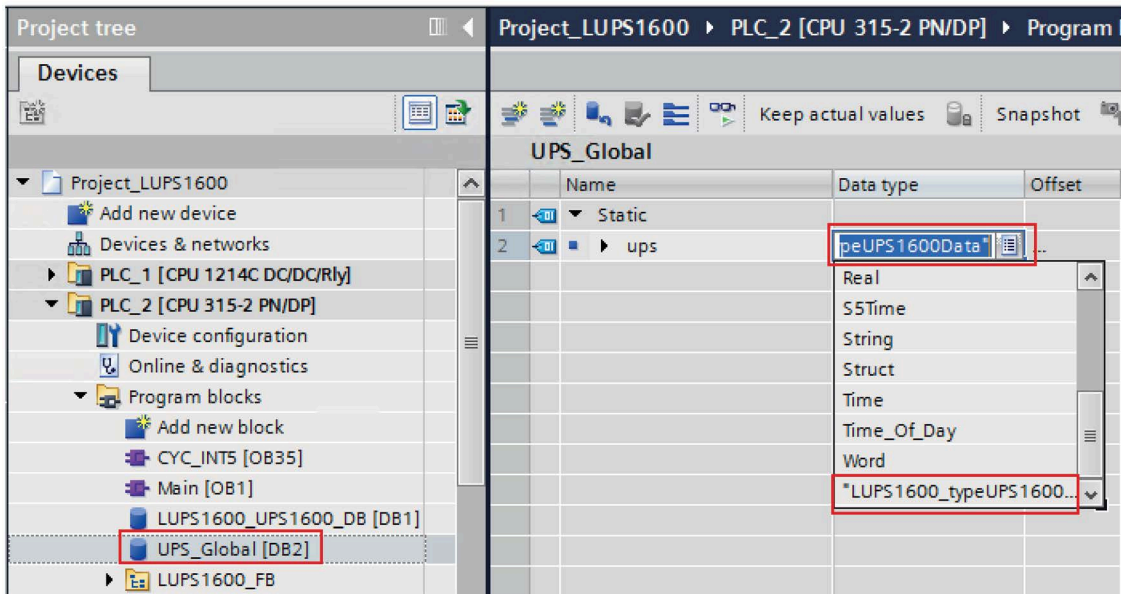 Project tree
Project_LUPS1600 ▸ PLC_2 [CPU 315-2 PN/DP] ▸ Program
Devices
Keep actual values Snapshot
UPS_Global
Name Data type Offset
1 Static
2 ups peUPS1600Data" ...
Real
S5Time
String
Struct
Time
Time_Of_Day
Word
"LUPS1600_typeUPS1600...
Project_LUPS1600
Add new device
Devices & networks
PLC_1 [CPU 1214C DC/DC/Rly]
PLC_2 [CPU 315-2 PN/DP]
Device configuration
Online & diagnostics
Program blocks
Add new block
CYC_INT5 [OB35]
Main [OB1]
LUPS1600_UPS1600_DB [DB1]
UPS_Global [DB2]
LUPS1600_FB